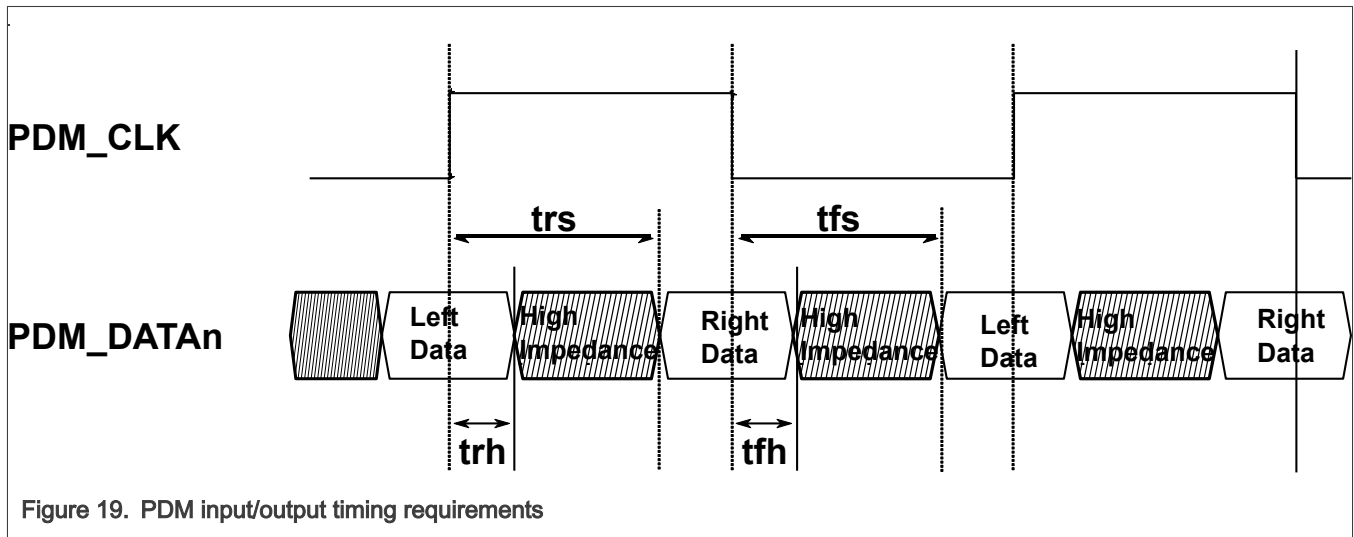 PDM_CLK
trs
tfs
PDM_DATAn
Left
Data
High
Impedance
Right
Data
High
Impedance
Left
Data
High
Impedance
Right
Data
trh
tfh
Figure 19. PDM input/output timing requirements